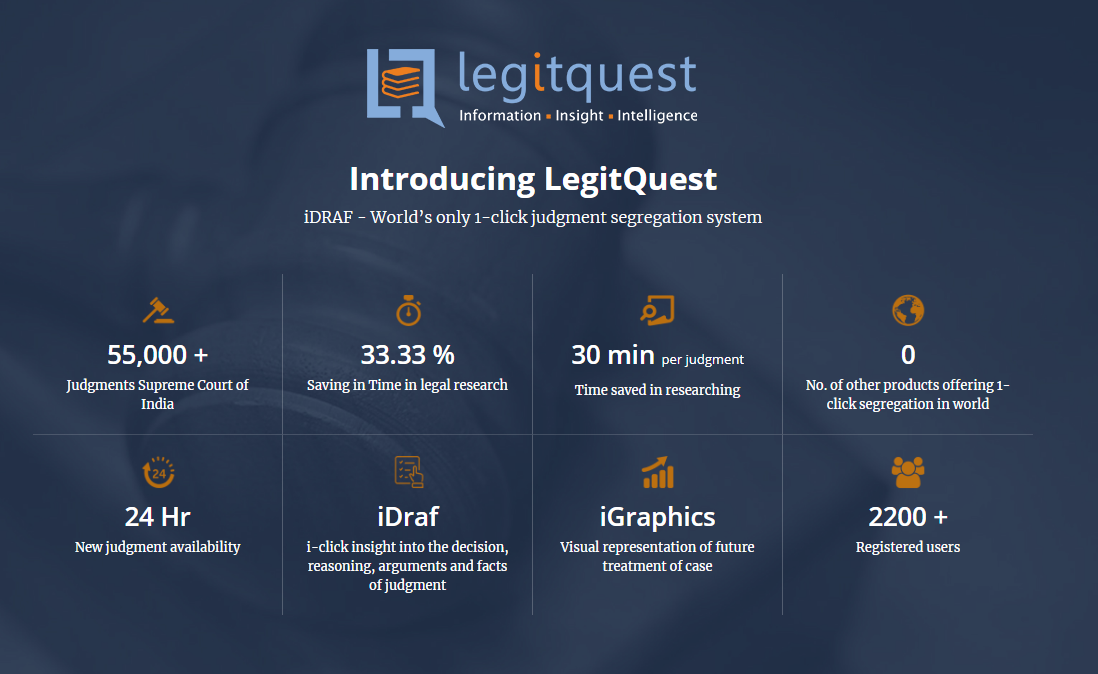 legitquest
Information ▪ Insight ▪ Intelligence
Introducing LegitQuest
iDRAF - World's only 1-click judgment segregation system
55,000 +
Judgments Supreme Court of
India
33.33 %
Saving in Time in legal research
30 min per judgment
Time saved in researching
0
No. of other products offering 1-
click segregation in world
24
24 Hr
New judgment availability
iDraf
i-click insight into the decision,
reasoning, arguments and facts
of judgment
iGraphics
Visual representation of future
treatment of case
2200 +
Registered users